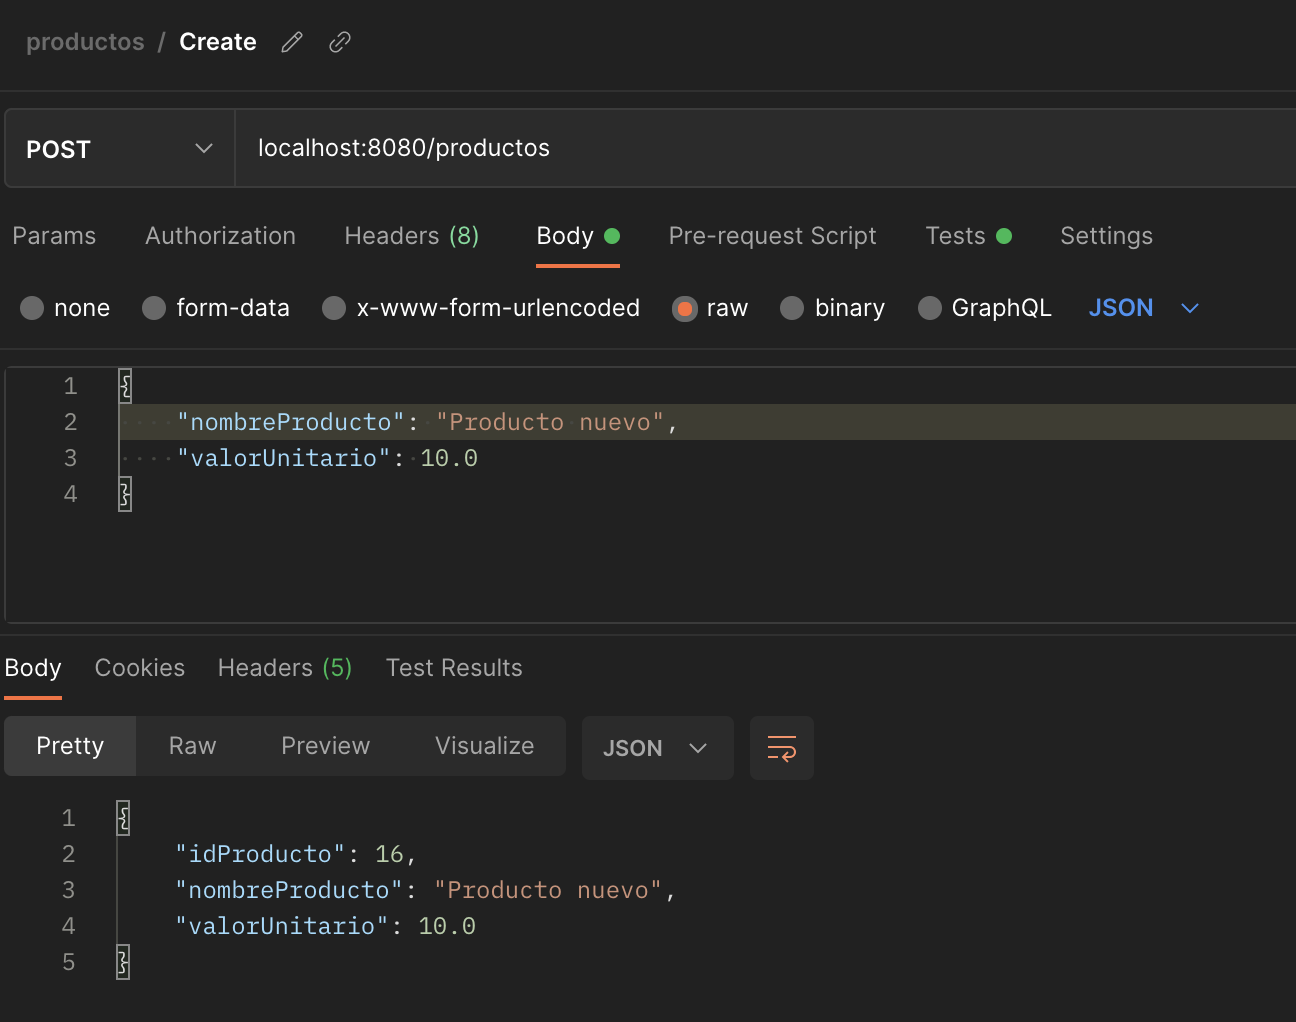 productos / Create
POST localhost:8080/productos
Params Authorization Headers (8) Body Pre-request Script Tests Settings
none form-data x-www-form-urlencoded raw binary GraphQL JSON
1 {
2 "nombreProducto": "Producto nuevo",
3 "valorUnitario": 10.0
4 }
Body Cookies Headers (5) Test Results
Pretty Raw Preview Visualize JSON
1 {
2 "idProducto": 16,
3 "nombreProducto": "Producto nuevo",
4 "valorUnitario": 10.0
5 }